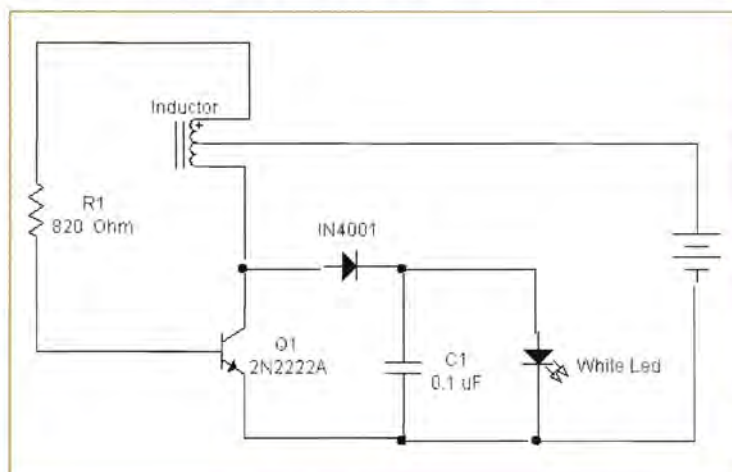 Inductor
+
R1
820 Ohm
IN4001
Q1
2N2222A
C1
0.1 uF
White Led